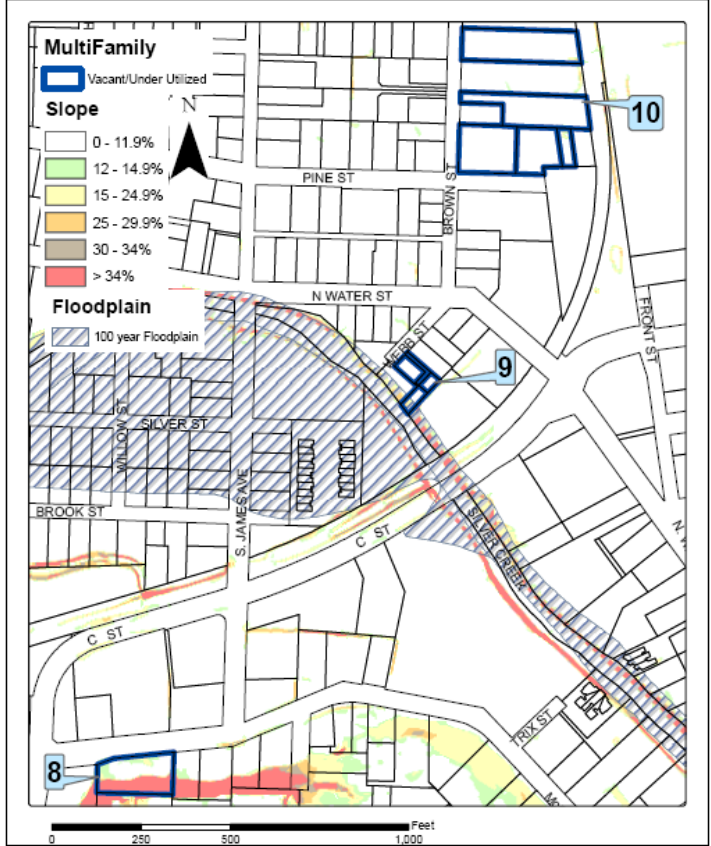 MultiFamily
Vacant/Under Utilized
Slope
N
0 - 11.9%
12 - 14.9%
15 - 24.9%
25 - 29.9%
30 - 34%
> 34%
Floodplain
100 year Floodplain
10
PINE ST
BROWN ST
N WATER ST
FRONT ST
WEBB ST
9
WILLOW ST
SILVER ST
S. JAMES AVE
BROOK ST
C ST
SILVER CREEK
C ST
TRIX ST
8
Feet
0 250 500 1,000